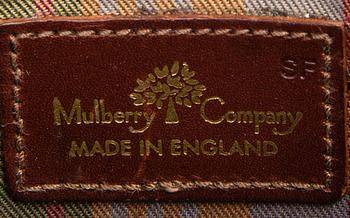 SF
Mulberry Company
MADE IN ENGLAND